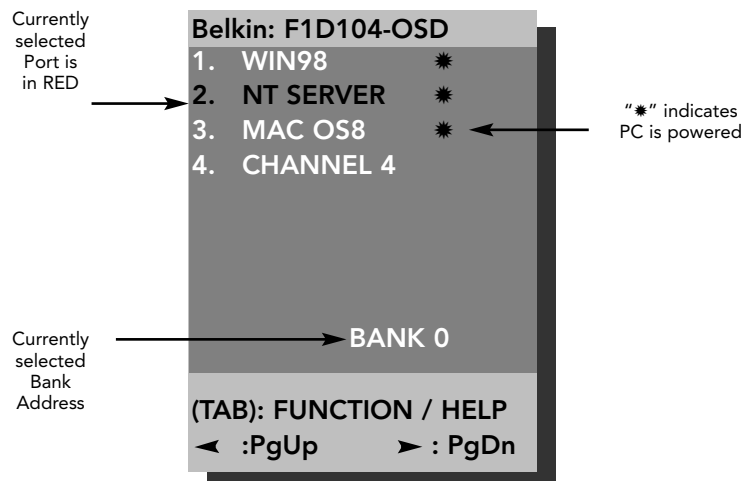 Currently
selected
Port is
in RED
Belkin: F1D104-OSD
1. WIN98 ✹
2. NT SERVER ✹
3. MAC OS8 ✹
4. CHANNEL 4
"✹" indicates
PC is powered
Currently
selected
Bank
Address
BANK 0
(TAB): FUNCTION / HELP
◄ :PgUp ► : PgDn